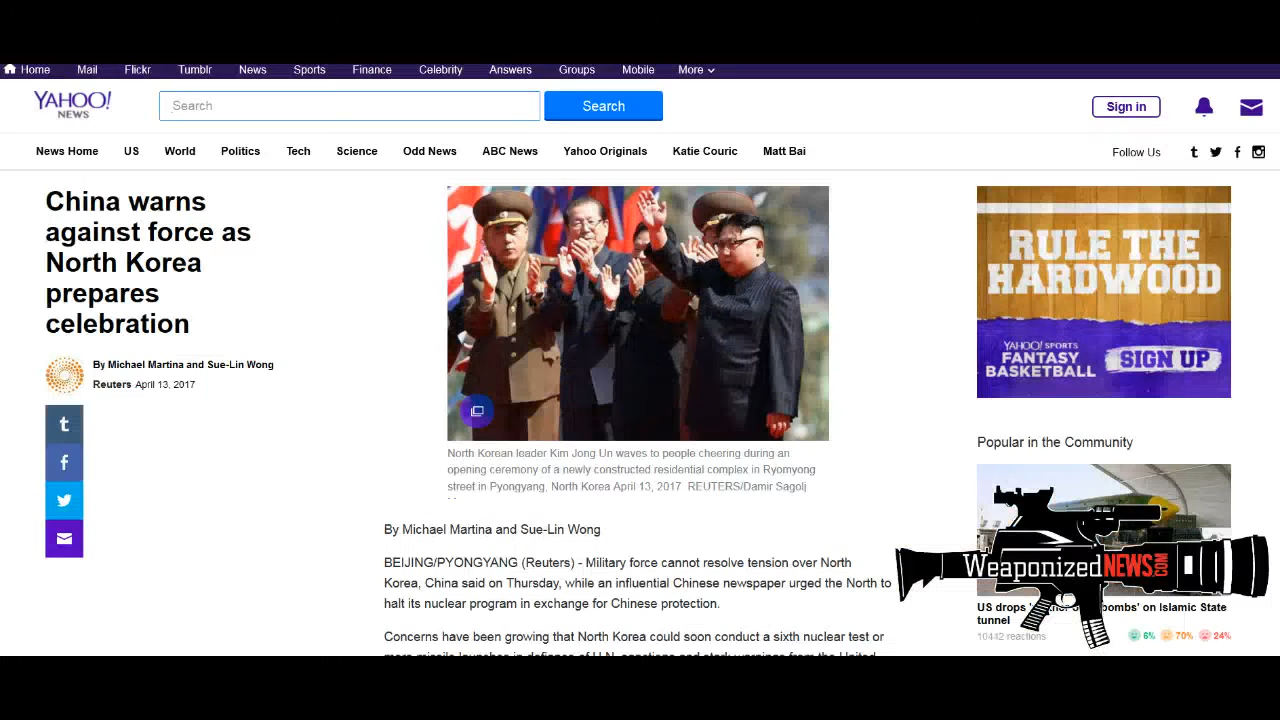 Home Mail Flickr Tumblr News Sports Finance Celebrity Answers Groups Mobile More
YAHOO!
NEWS
Search
Search
Sign in
News Home US World Politics Tech Science Odd News ABC News Yahoo Originals Katie Couric Matt Bai
Follow Us
China warns
against force as
North Korea
prepares
celebration
By Michael Martina and Sue-Lin Wong
Reuters April 13, 2017
North Korean leader Kim Jong Un waves to people cheering during an
opening ceremony of a newly constructed residential complex in Ryomyong
street in Pyongyang, North Korea April 13, 2017 REUTERS/Damir Sagolj
By Michael Martina and Sue-Lin Wong
BEIJING/PYONGYANG (Reuters) - Military force cannot resolve tension over North
Korea, China said on Thursday, while an influential Chinese newspaper urged the North to
halt its nuclear program in exchange for Chinese protection.
Concerns have been growing that North Korea could soon conduct a sixth nuclear test or
RULE THE
HARDWOOD
YAHOO! SPORTS
FANTASY
BASKETBALL
SIGN UP
Popular in the Community
WeaponizedNEWS.COM
US drops bombs' on Islamic State
tunnel
10442 reactions
6% 70% 24%